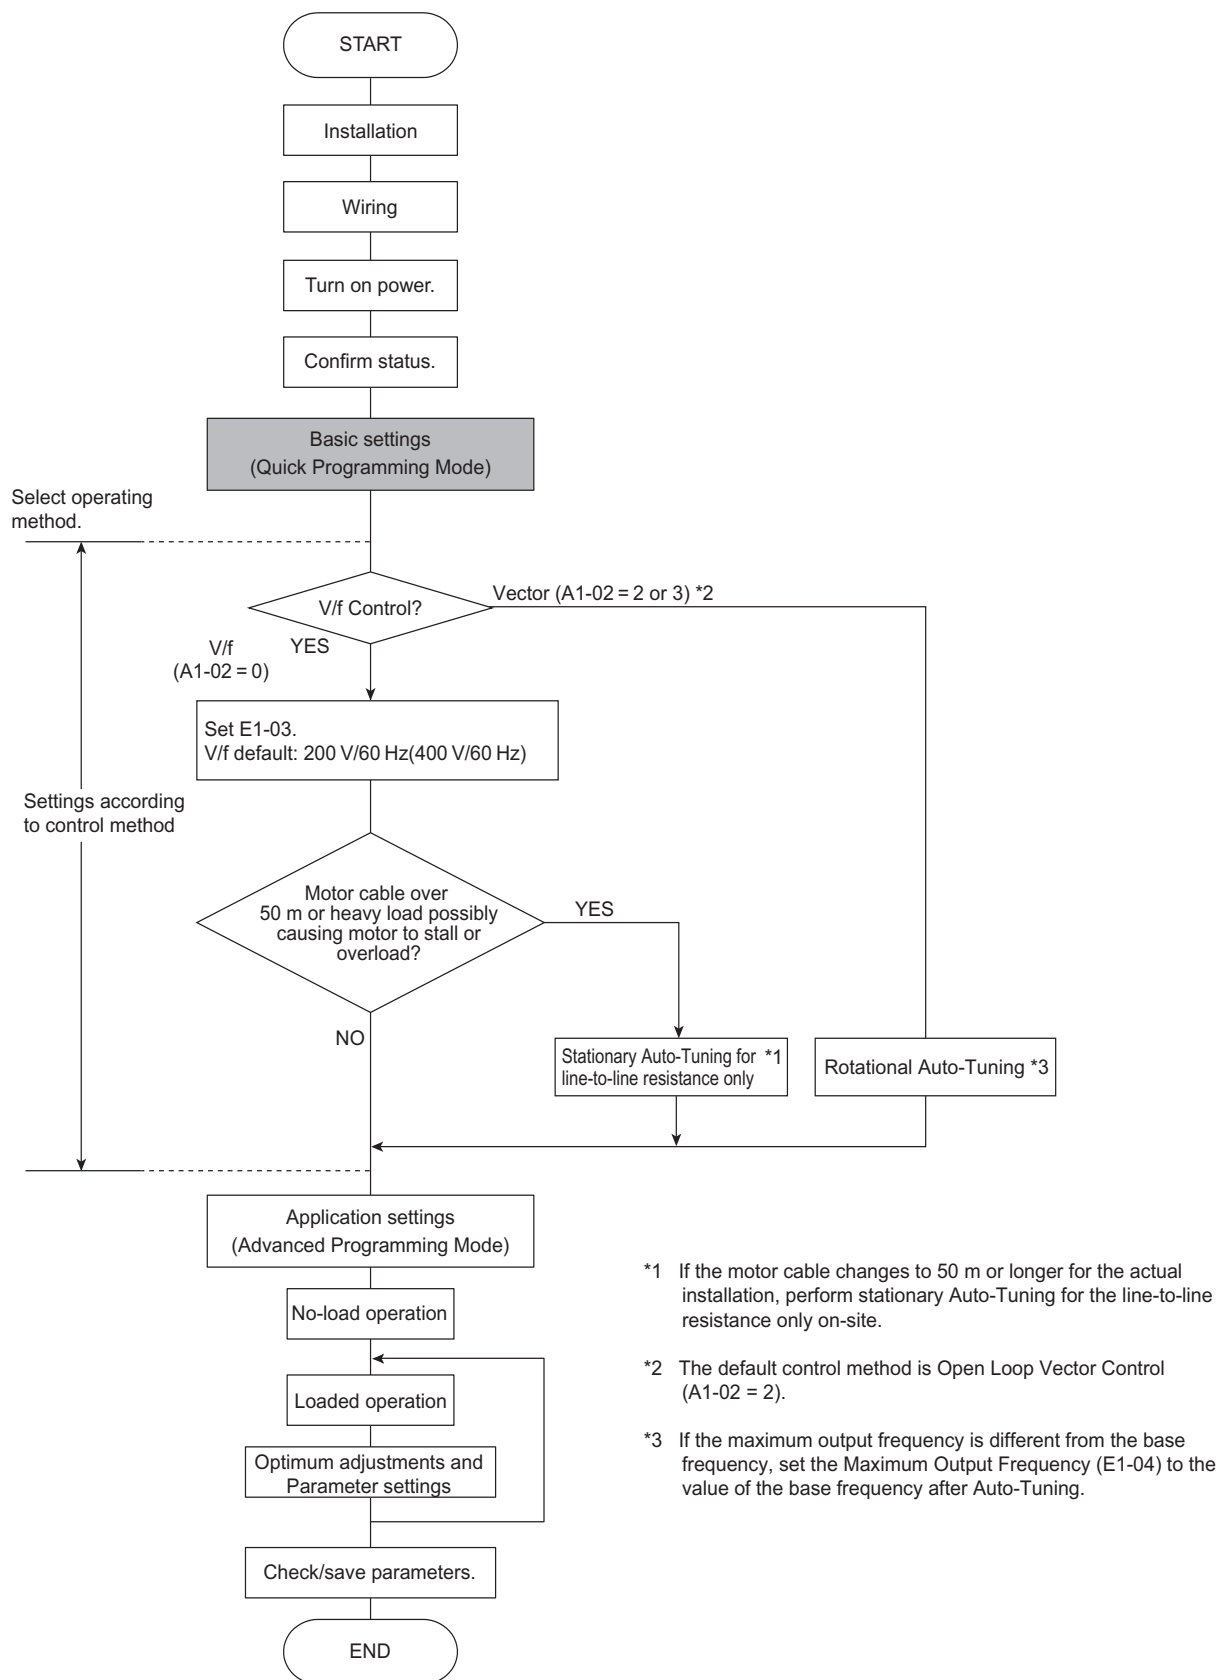 START
Installation
Wiring
Turn on power.
Confirm status.
Basic settings
(Quick Programming Mode)
Select operating
method.
V/f Control?
Vector (A1-02 = 2 or 3) *2
YES
V/f
(A1-02 = 0)
Set E1-03.
V/f default: 200 V/60 Hz(400 V/60 Hz)
Settings according
to control method
Motor cable over
50 m or heavy load possibly
causing motor to stall or
overload?
YES
NO
Stationary Auto-Tuning for *1
line-to-line resistance only
Rotational Auto-Tuning *3
Application settings
(Advanced Programming Mode)
No-load operation
Loaded operation
Optimum adjustments and
Parameter settings
Check/save parameters.
END
*1 If the motor cable changes to 50 m or longer for the actual
installation, perform stationary Auto-Tuning for the line-to-line
resistance only on-site.
*2 The default control method is Open Loop Vector Control
(A1-02 = 2).
*3 If the maximum output frequency is different from the base
frequency, set the Maximum Output Frequency (E1-04) to the
value of the base frequency after Auto-Tuning.